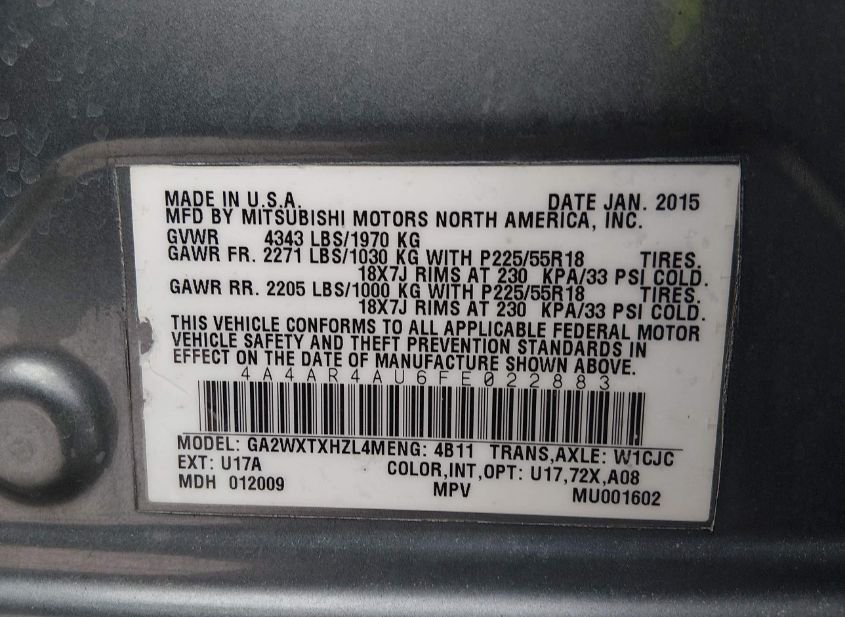 MADE IN U.S.A. DATE JAN. 2015
MFD BY MITSUBISHI MOTORS NORTH AMERICA, INC.
GVWR 4343 LBS/1970 KG
GAWR FR. 2271 LBS/1030 KG WITH P225/55R18 TIRES.
18X7J RIMS AT 230 KPA/33 PSI COLD.
GAWR RR. 2205 LBS/1000 KG WITH P225/55R18 TIRES.
18X7J RIMS AT 230 KPA/33 PSI COLD.
THIS VEHICLE CONFORMS TO ALL APPLICABLE FEDERAL MOTOR
VEHICLE SAFETY AND THEFT PREVENTION STANDARDS IN
EFFECT ON THE DATE OF MANUFACTURE SHOWN ABOVE.
4A4AR4AU6FE022883
MODEL: GA2WXTXHZL4MENG: 4B11 TRANS,AXLE: W1CJC
EXT: U17A COLOR,INT,OPT: U17,72X,A08
MDH 012009 MPV MU001602